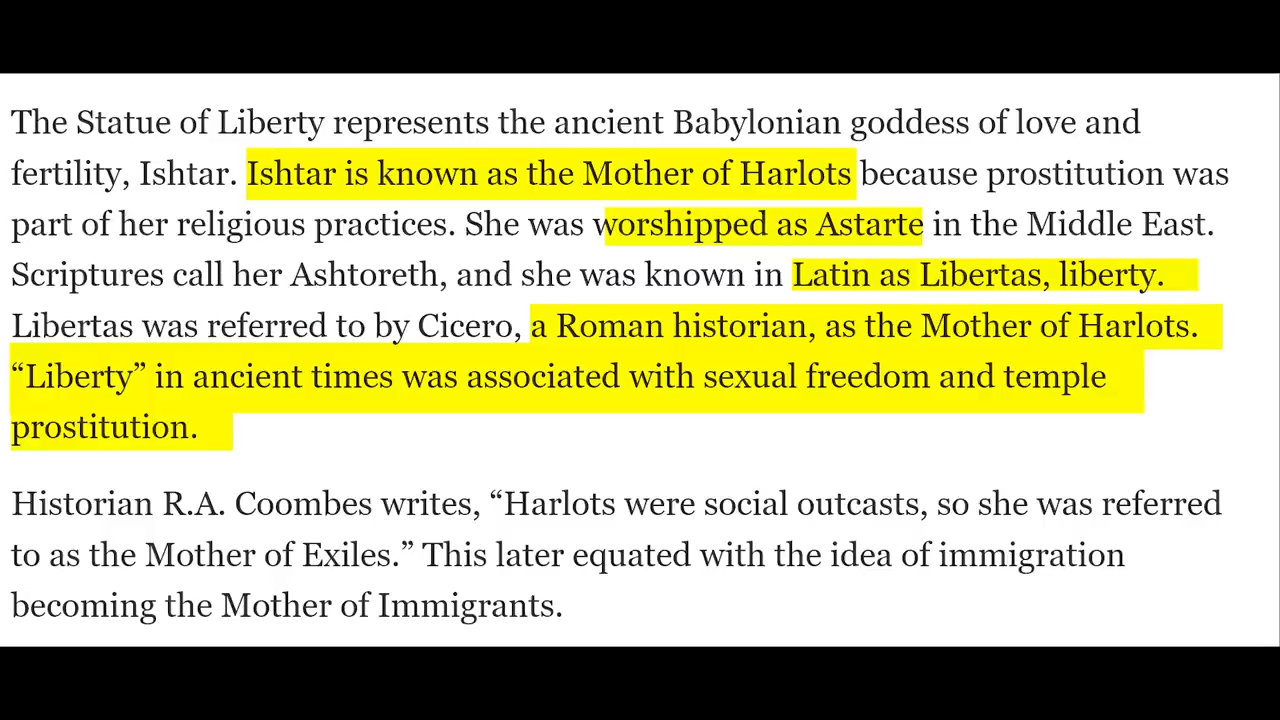 The Statue of Liberty represents the ancient Babylonian goddess of love and
fertility, Ishtar. Ishtar is known as the Mother of Harlots because prostitution was
part of her religious practices. She was worshipped as Astarte in the Middle East.
Scriptures call her Ashtoreth, and she was known in Latin as Libertas, liberty.
Libertas was referred to by Cicero, a Roman historian, as the Mother of Harlots.
“Liberty” in ancient times was associated with sexual freedom and temple
prostitution.
Historian R.A. Coombes writes, “Harlots were social outcasts, so she was referred
to as the Mother of Exiles.” This later equated with the idea of immigration
becoming the Mother of Immigrants.